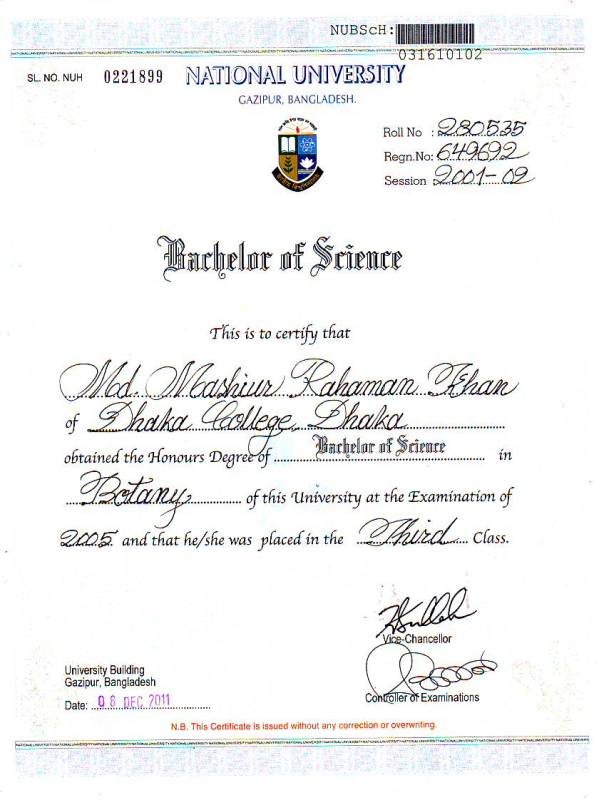 NUBScH:
031610102
SL. NO. NUH 0221899 NATIONAL UNIVERSITY
GAZIPUR, BANGLADESH.
Roll No : 280535
Regn.No: 649692
Session : 2001-02
Bachelor of Science
This is to certify that
Md. Mashiur Rahaman Khan
of Dhaka College, Dhaka
obtained the Honours Degree of Bachelor of Science in
Botany of this University at the Examination of
2005 and that he/she was placed in the Third Class.
Vice-Chancellor
University Building
Gazipur, Bangladesh
Controller of Examinations
Date: 08 DEC 2011
N.B. This Certificate is issued without any correction or overwriting.